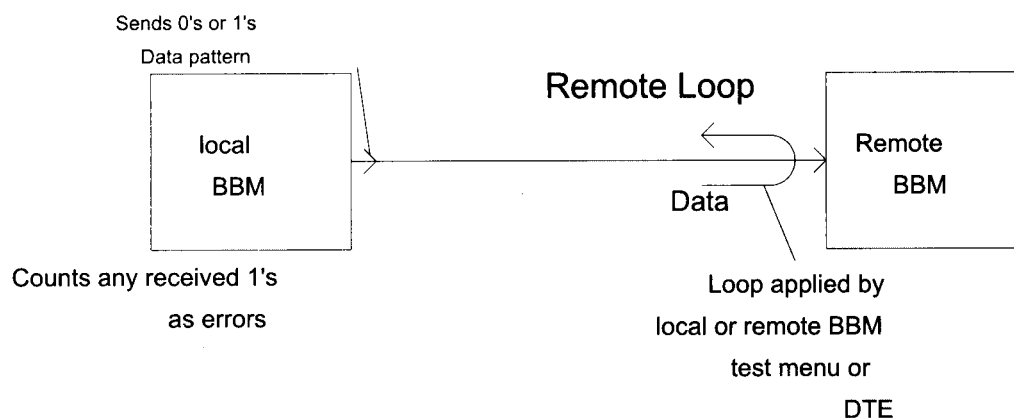 Sends 0's or 1's
Data pattern
local
BBM
Counts any received 1's
as errors
Remote Loop
Data
Remote
BBM
Loop applied by
local or remote BBM
test menu or
DTE